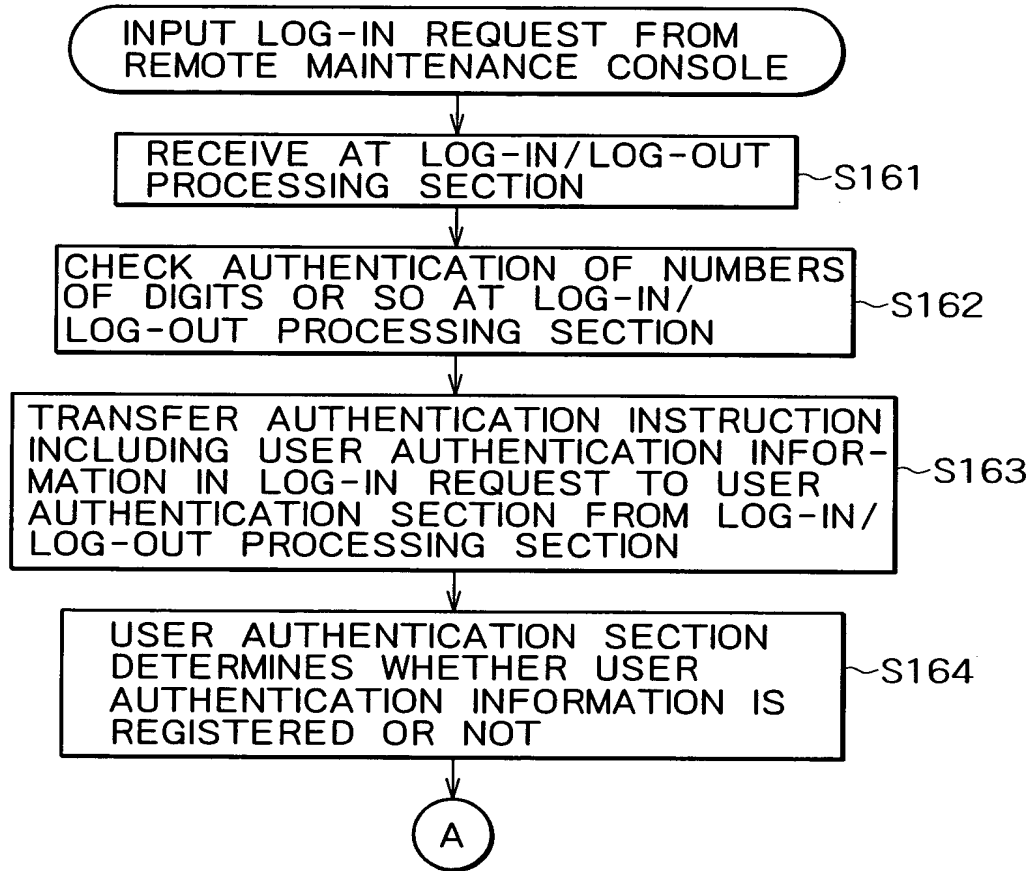 INPUT LOG-IN REQUEST FROM
REMOTE MAINTENANCE CONSOLE
RECEIVE AT LOG-IN/LOG-OUT
PROCESSING SECTION
S161
CHECK AUTHENTICATION OF NUMBERS
OF DIGITS OR SO AT LOG-IN/
LOG-OUT PROCESSING SECTION
S162
TRANSFER AUTHENTICATION INSTRUCTION
INCLUDING USER AUTHENTICATION INFOR-
MATION IN LOG-IN REQUEST TO USER
AUTHENTICATION SECTION FROM LOG-IN/
LOG-OUT PROCESSING SECTION
S163
USER AUTHENTICATION SECTION
DETERMINES WHETHER USER
AUTHENTICATION INFORMATION IS
REGISTERED OR NOT
S164
A